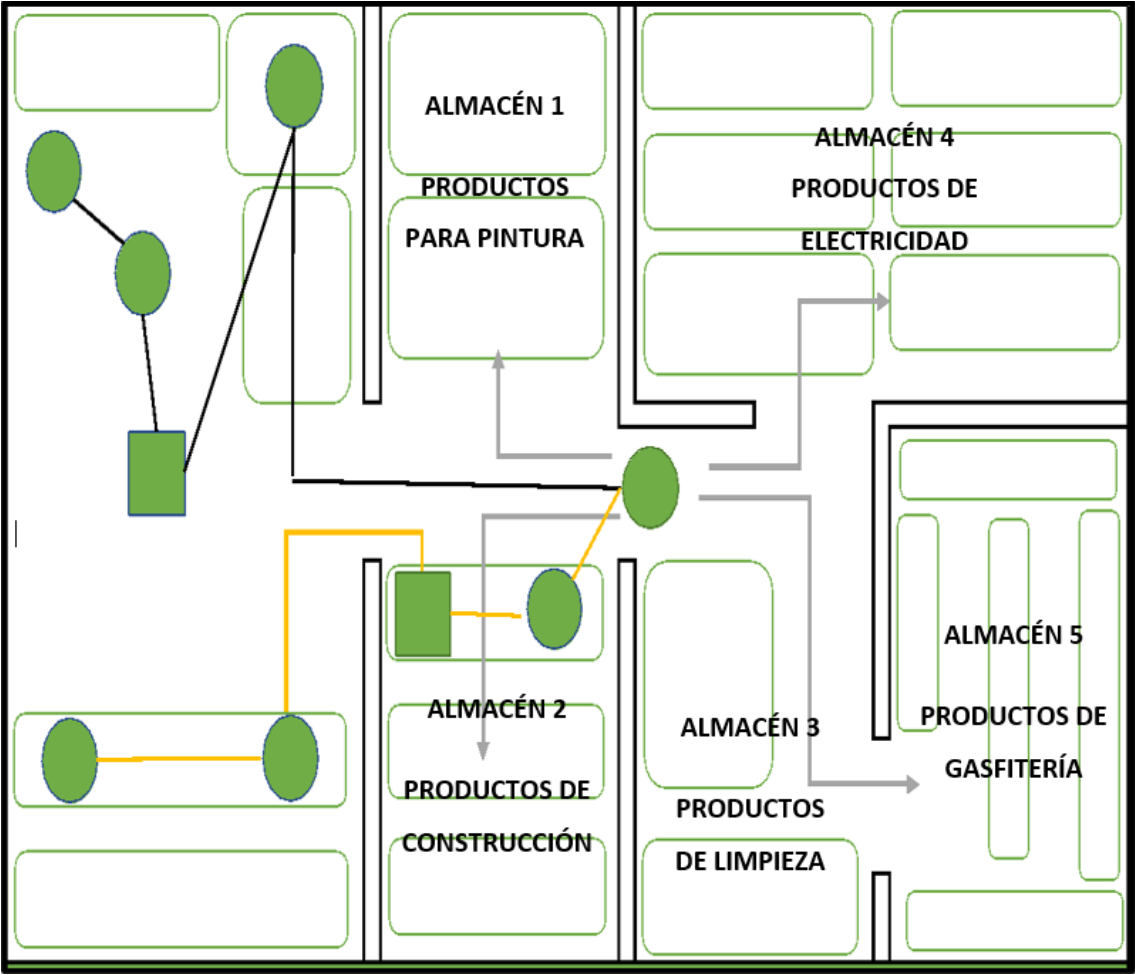 ALMACÉN 1
PRODUCTOS
PARA PINTURA
ALMACÉN 4
PRODUCTOS DE
ELECTRICIDAD
ALMACÉN 2
PRODUCTOS DE
CONSTRUCCIÓN
ALMACÉN 3
PRODUCTOS
DE LIMPIEZA
ALMACÉN 5
PRODUCTOS DE
GASFITERÍA